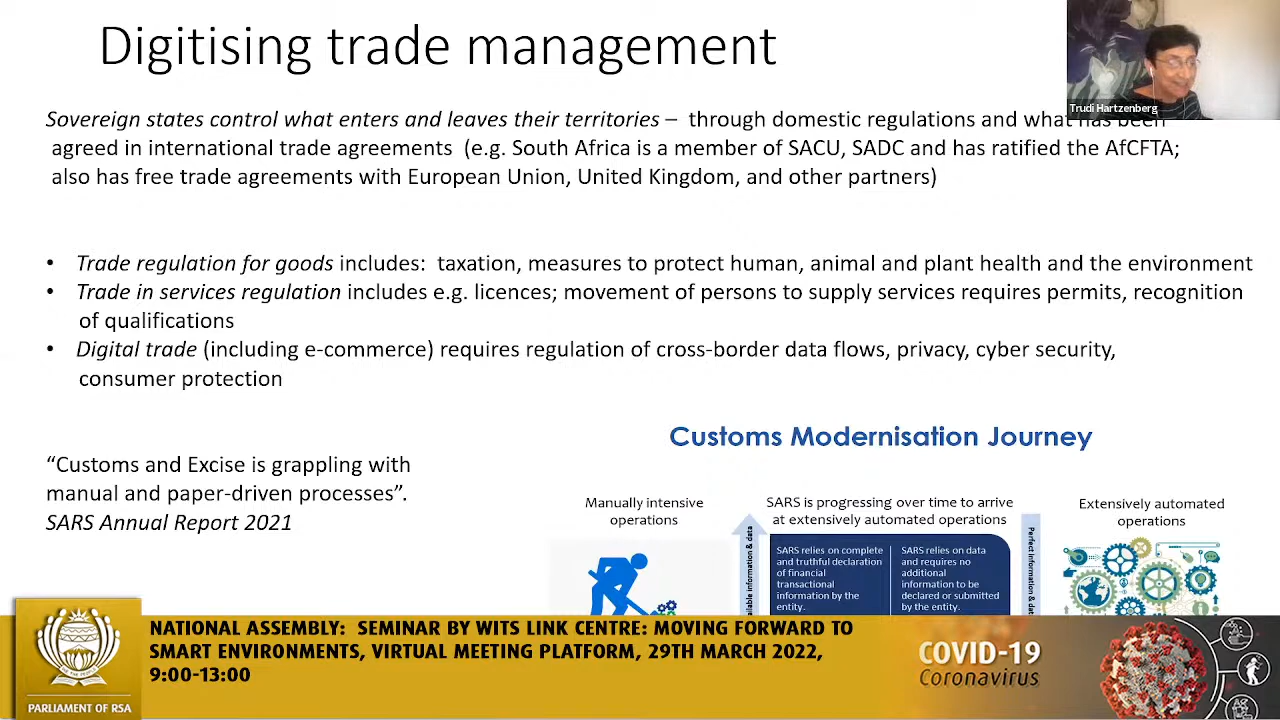 Digitising trade management
Trudi Hartzenberg
Sovereign states control what enters and leaves their territories – through domestic regulations and what has been
agreed in international trade agreements (e.g. South Africa is a member of SACU, SADC and has ratified the AfCFTA;
also has free trade agreements with European Union, United Kingdom, and other partners)
• Trade regulation for goods includes: taxation, measures to protect human, animal and plant health and the environment
• Trade in services regulation includes e.g. licences; movement of persons to supply services requires permits, recognition
of qualifications
• Digital trade (including e-commerce) requires regulation of cross-border data flows, privacy, cyber security,
consumer protection
“Customs and Excise is grappling with
manual and paper-driven processes”.
SARS Annual Report 2021
Customs Modernisation Journey
Manually intensive
operations
SARS is progressing over time to arrive
at extensively automated operations
Extensively automated
operations
information & data
SARS relies on complete
and truthful declaration
of financial
transactional
information by the
entity.
SARS relies on data
and requires no
additional
information to be
declared or submitted
by the entity.
Perfect information &
PARLIAMENT OF RSA
NATIONAL ASSEMBLY: SEMINAR BY WITS LINK CENTRE: MOVING FORWARD TO
SMART ENVIRONMENTS, VIRTUAL MEETING PLATFORM, 29TH MARCH 2022,
9:00-13:00
COVID-19
Coronavirus